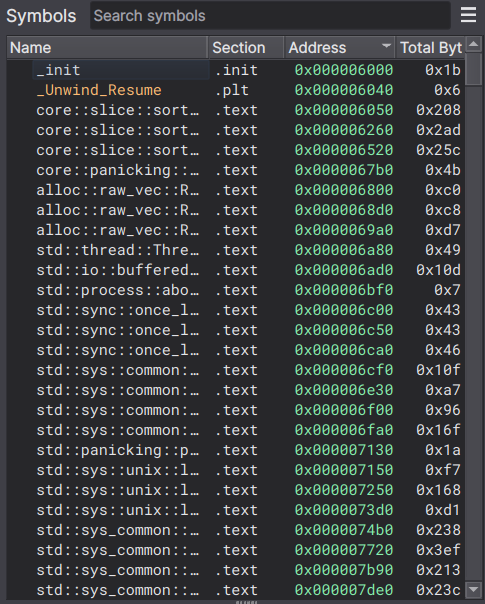 Symbols Search symbols
Name Section Address Total Byt
_init .init 0x000006000 0x1b
_Unwind_Resume .plt 0x000006040 0x6
core::slice::sort… .text 0x000006050 0x208
core::slice::sort… .text 0x000006260 0x2ad
core::slice::sort… .text 0x000006520 0x25c
core::panicking::… .text 0x0000067b0 0x4b
alloc::raw_vec::R… .text 0x000006800 0xc0
alloc::raw_vec::R… .text 0x0000068d0 0xc8
alloc::raw_vec::R… .text 0x0000069a0 0xd7
std::thread::Thre… .text 0x000006a80 0x49
std::io::buffered… .text 0x000006ad0 0x10d
std::process::abo… .text 0x000006bf0 0x7
std::sync::once_l… .text 0x000006c00 0x43
std::sync::once_l… .text 0x000006c50 0x43
std::sync::once_l… .text 0x000006ca0 0x46
std::sys::common:… .text 0x000006cf0 0x10f
std::sys::common:… .text 0x000006e30 0xa7
std::sys::common:… .text 0x000006f00 0x96
std::sys::common:… .text 0x000006fa0 0x16f
std::panicking::p… .text 0x000007130 0x1a
std::sys::unix::l… .text 0x000007150 0xf7
std::sys::unix::l… .text 0x000007250 0x168
std::sys::unix::l… .text 0x0000073d0 0xd1
std::sys_common::… .text 0x0000074b0 0x238
std::sys_common::… .text 0x000007720 0x3ef
std::sys_common::… .text 0x000007b90 0x213
std::sys_common::… .text 0x000007de0 0x23c